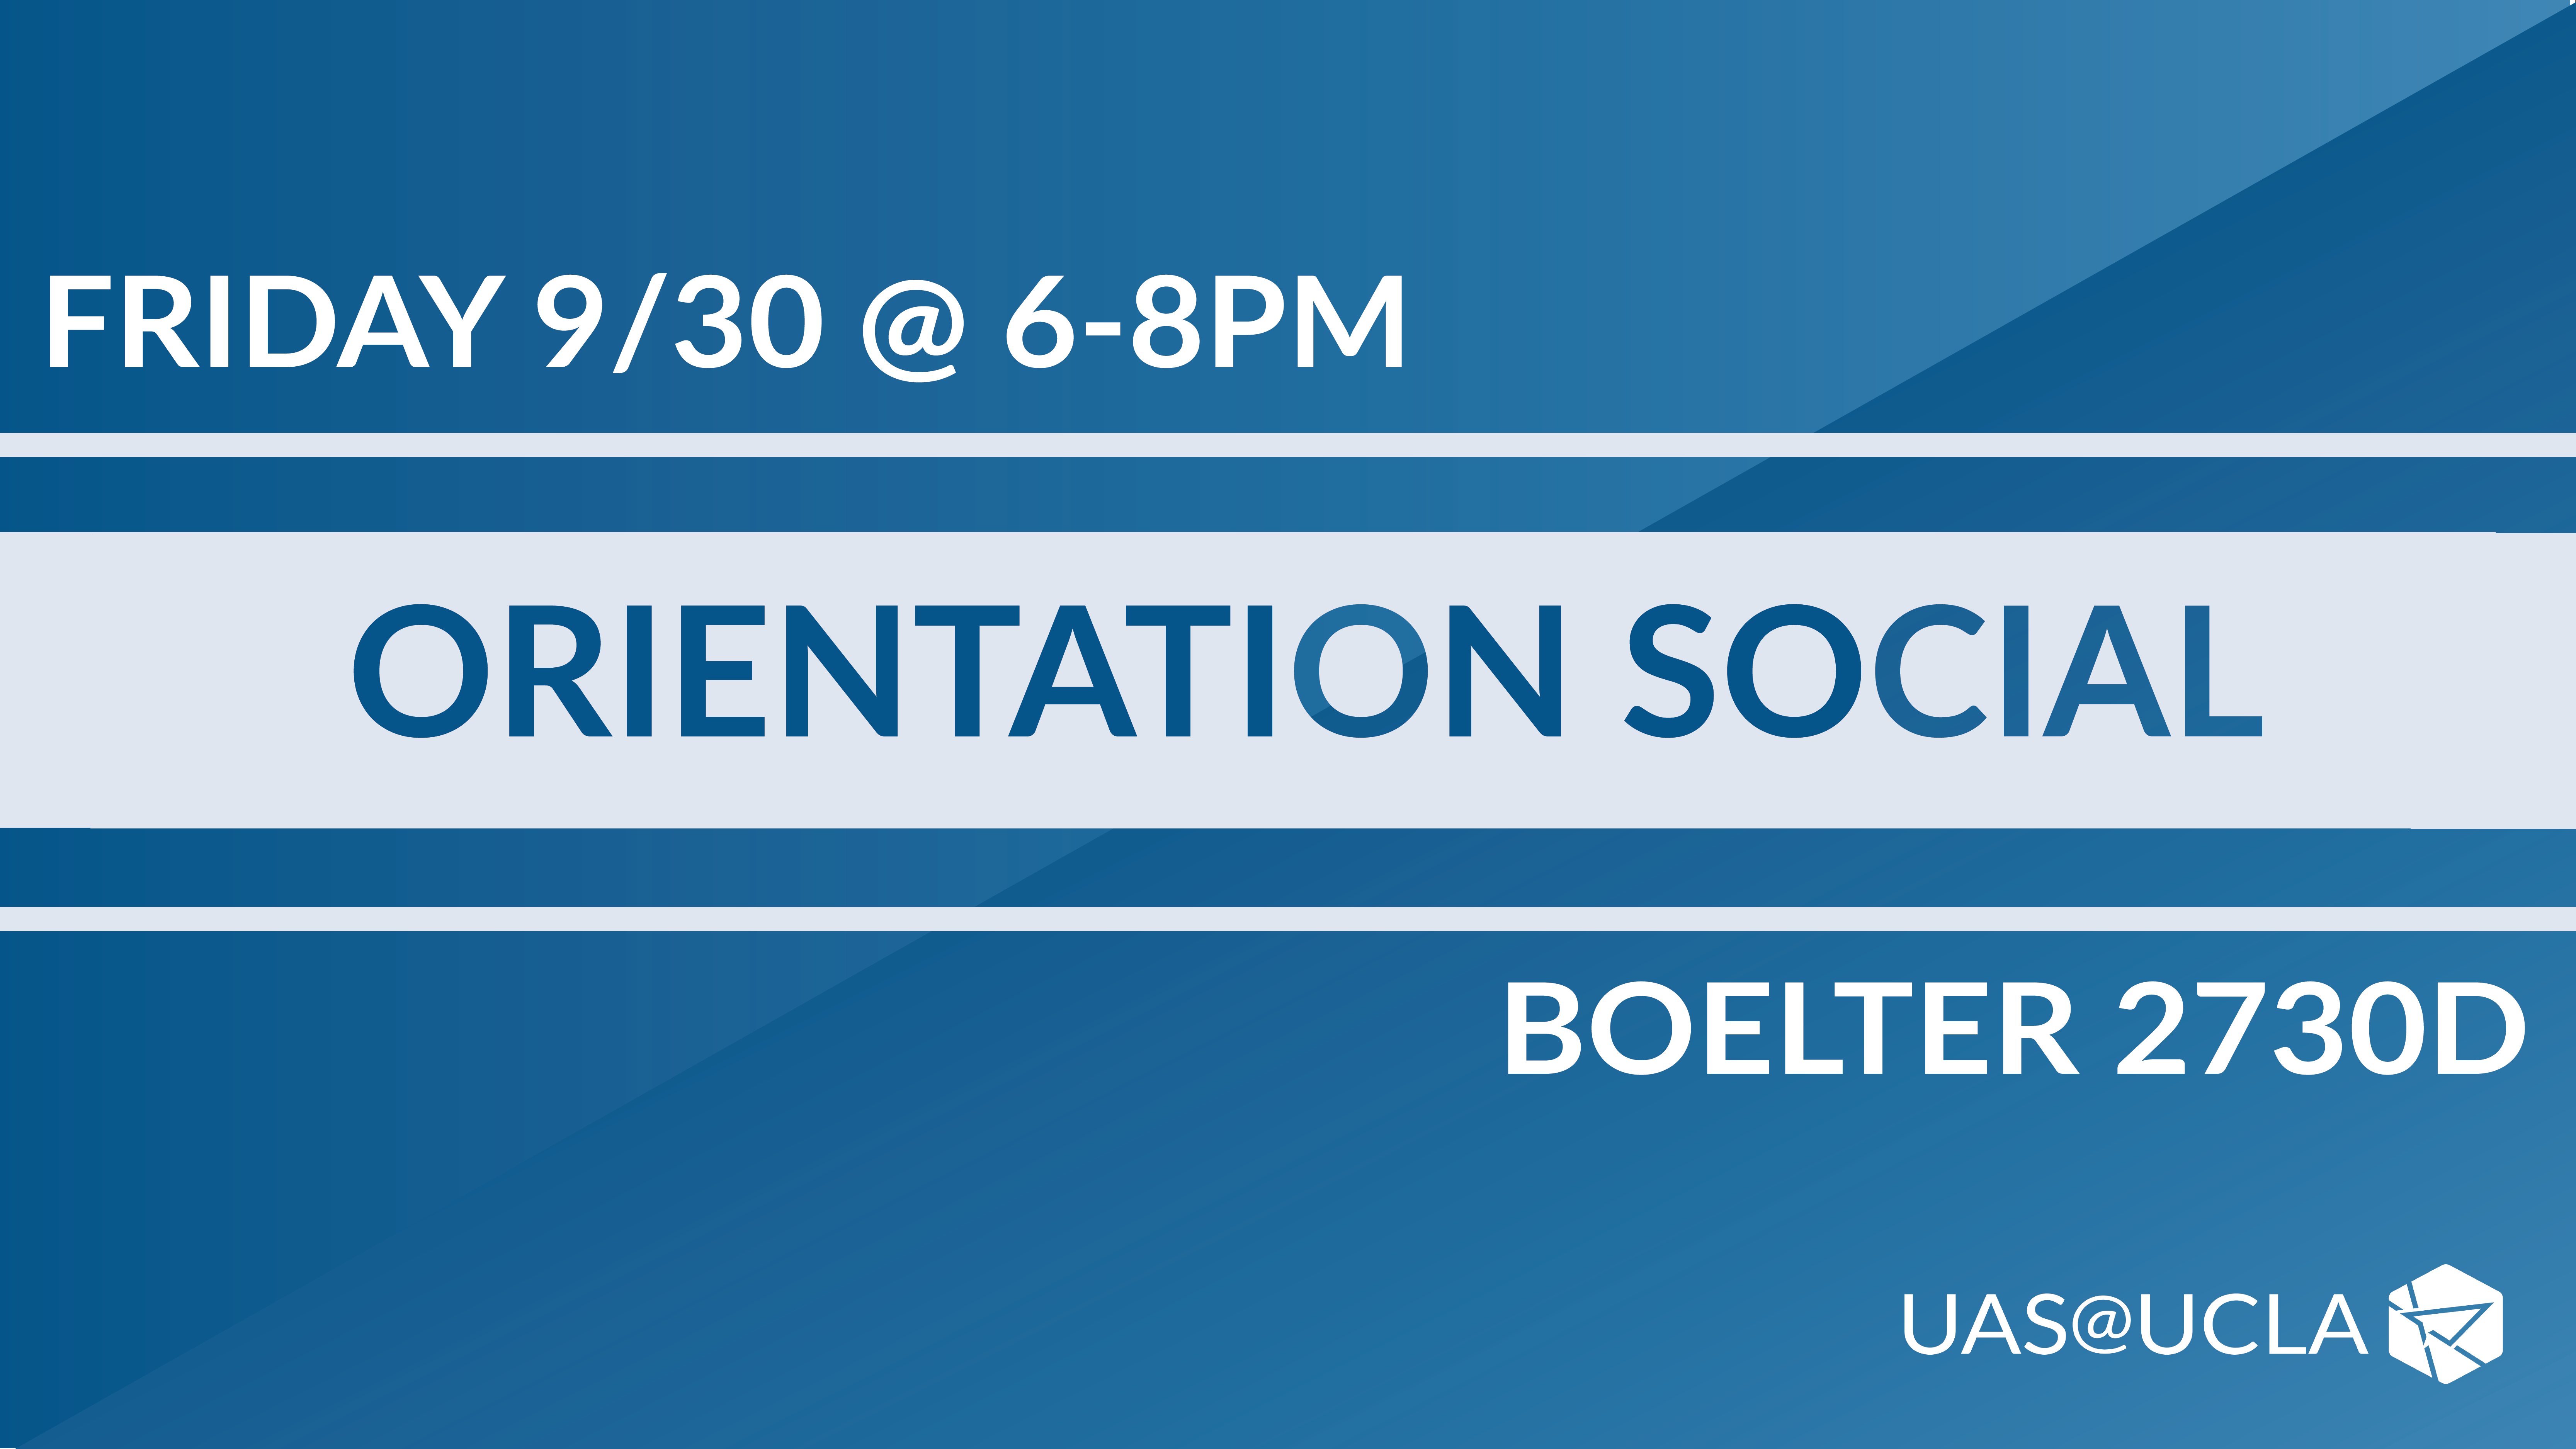 FRIDAY 9/30 @ 6-8PM
ORIENTATION SOCIAL
BOELTER 2730D
UAS@UCLA